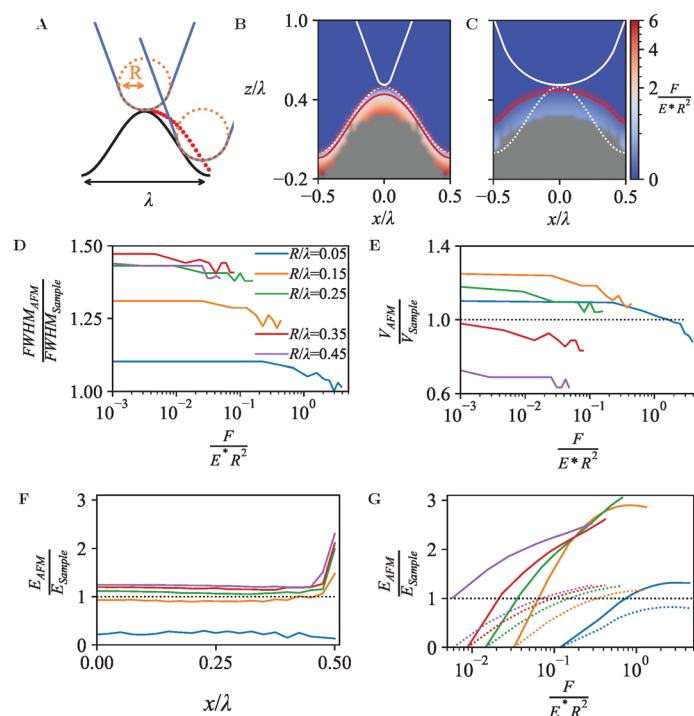 A
R
λ
B
z/λ
1.0
0.4
−0.2
−0.5
0.0
0.5
x/λ
C
−0.5
0.0
0.5
x/λ
6
5
4
3
2
1
0
F
E*R²
D
FWHM_AFM
FWHM_Sample
1.50
1.25
1.00
R/λ=0.05
R/λ=0.15
R/λ=0.25
R/λ=0.35
R/λ=0.45
10⁻³ 10⁻² 10⁻¹ 10⁰
F
E*R²
E
V_AFM
V_Sample
1.4
1.0
0.6
10⁻³ 10⁻² 10⁻¹ 10⁰
F
E*R²
F
E_AFM
E_Sample
3
2
1
0
0.00 0.25 0.50
x/λ
G
E_AFM
E_Sample
3
2
1
0
10⁻² 10⁻¹ 10⁰
F
E*R²